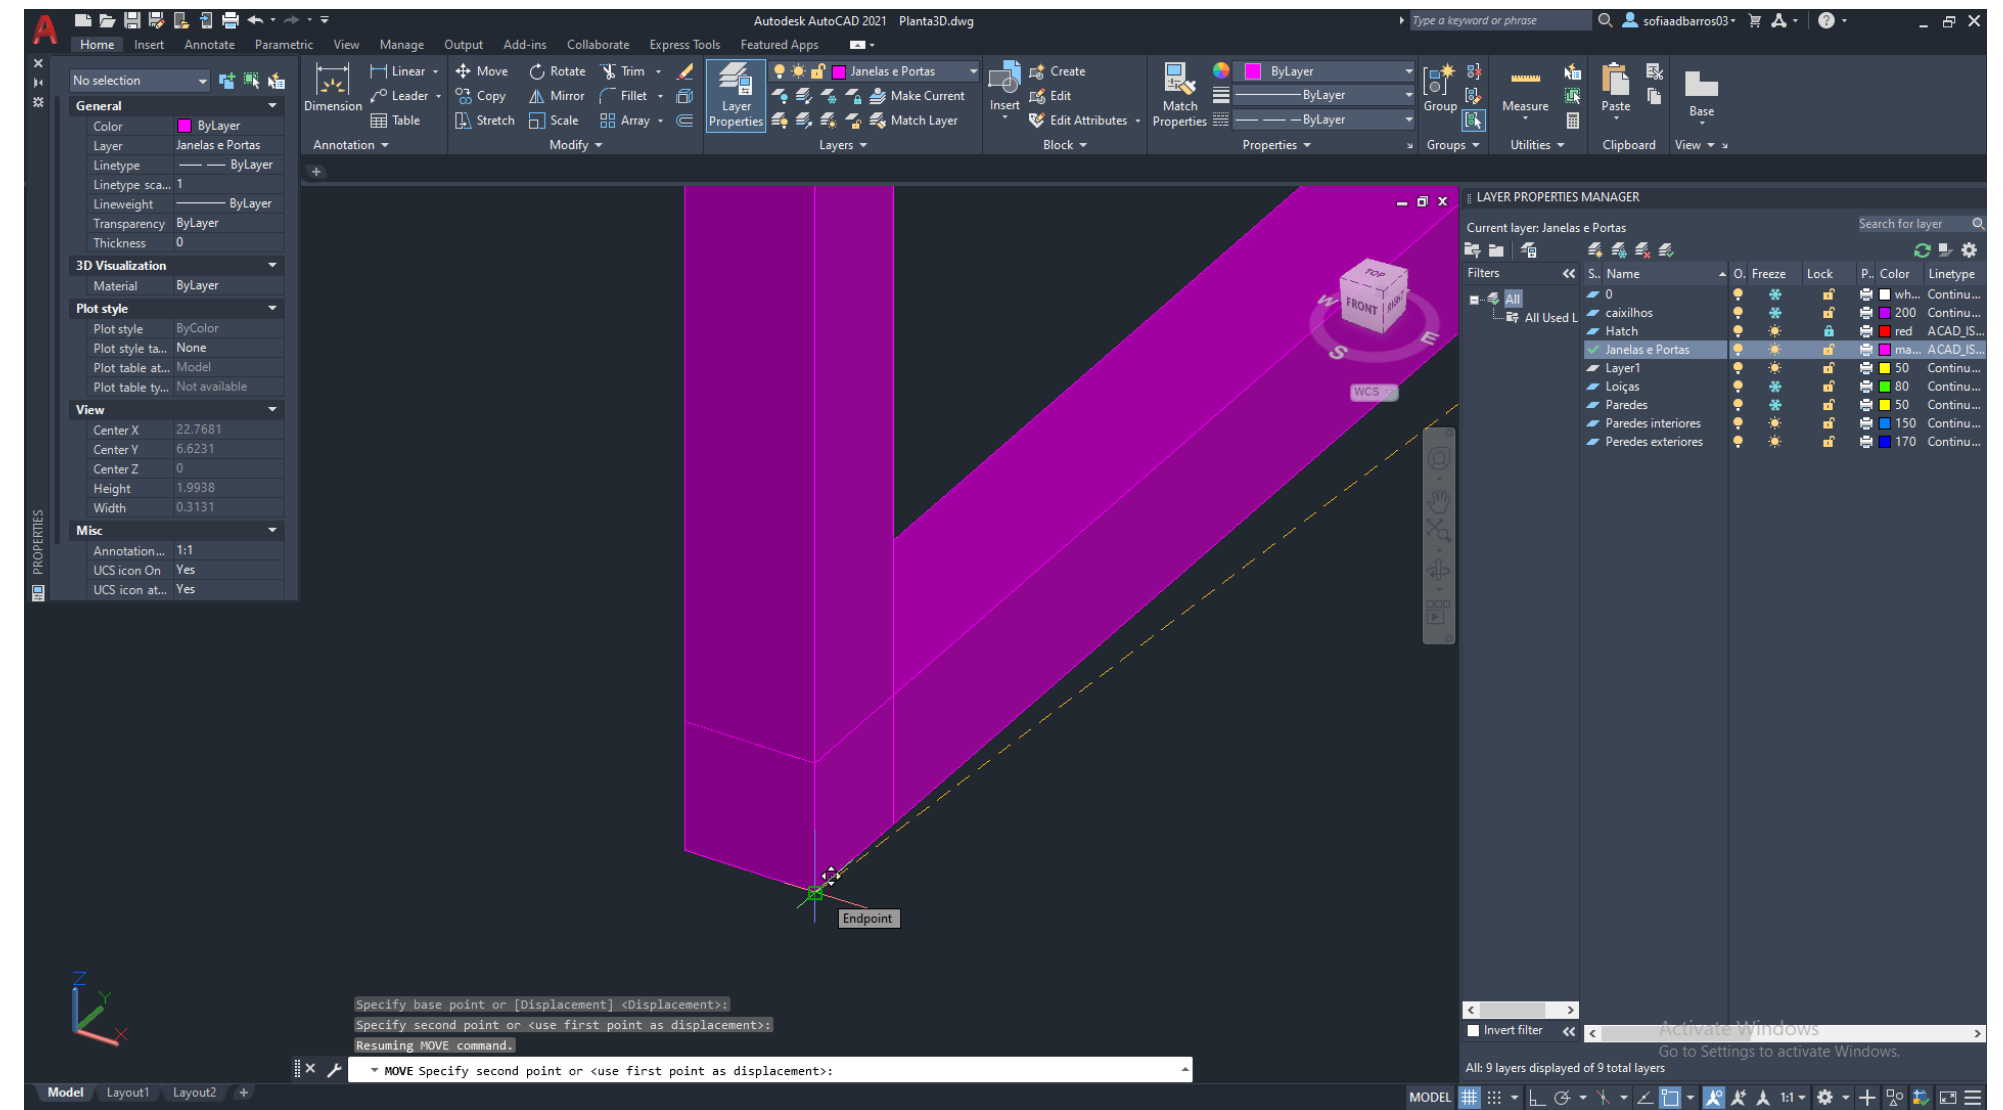 Autodesk AutoCAD 2021 Planta3D.dwg
Type a keyword or phrase
sofiaadbarros03
Home Insert Annotate Parametric View Manage Output Add-ins Collaborate Express Tools Featured Apps
No selection
General
Color ByLayer
Layer Janelas e Portas
Linetype ByLayer
Linetype sca... 1
Lineweight ByLayer
Transparency ByLayer
Thickness 0
3D Visualization
Material ByLayer
Plot style
Plot style ByColor
Plot style ta... None
Plot table at... Model
Plot table ty... Not available
View
Center X 22.7681
Center Y 6.6231
Center Z 0
Height 1.9938
Width 0.3131
Misc
Annotation... 1:1
UCS icon On Yes
UCS icon at... Yes
PROPERTIES
Dimension
Linear
Leader
Table
Annotation
Move Rotate Trim
Copy Mirror Fillet
Stretch Scale Array
Modify
Layer
Properties
Janelas e Portas
Make Current
Match Layer
Layers
Insert
Create
Edit
Edit Attributes
Block
Match
Properties
ByLayer
ByLayer
ByLayer
Properties
Group
Groups
Measure
Utilities
Paste
Clipboard
Base
View
TOP
FRONT
RIGHT
W
S
E
WCS
LAYER PROPERTIES MANAGER
Current layer: Janelas e Portas
Search for layer
Filters
All
All Used L
S.. Name O. Freeze Lock P.. Color Linetype
0 wh... Continu...
caixilhos 200 Continu...
Hatch red ACAD_IS...
Janelas e Portas ma... ACAD_IS...
Layer1 50 Continu...
Loiças 80 Continu...
Paredes 50 Continu...
Paredes interiores 150 Continu...
Peredes exteriores 170 Continu...
Invert filter
All: 9 layers displayed of 9 total layers
Activate Windows
Go to Settings to activate Windows.
Endpoint
Z
Y
X
Specify base point or [Displacement] <Displacement>:
Specify second point or <use first point as displacement>:
Resuming MOVE command.
MOVE Specify second point or <use first point as displacement>:
Model Layout1 Layout2
MODEL
1:1